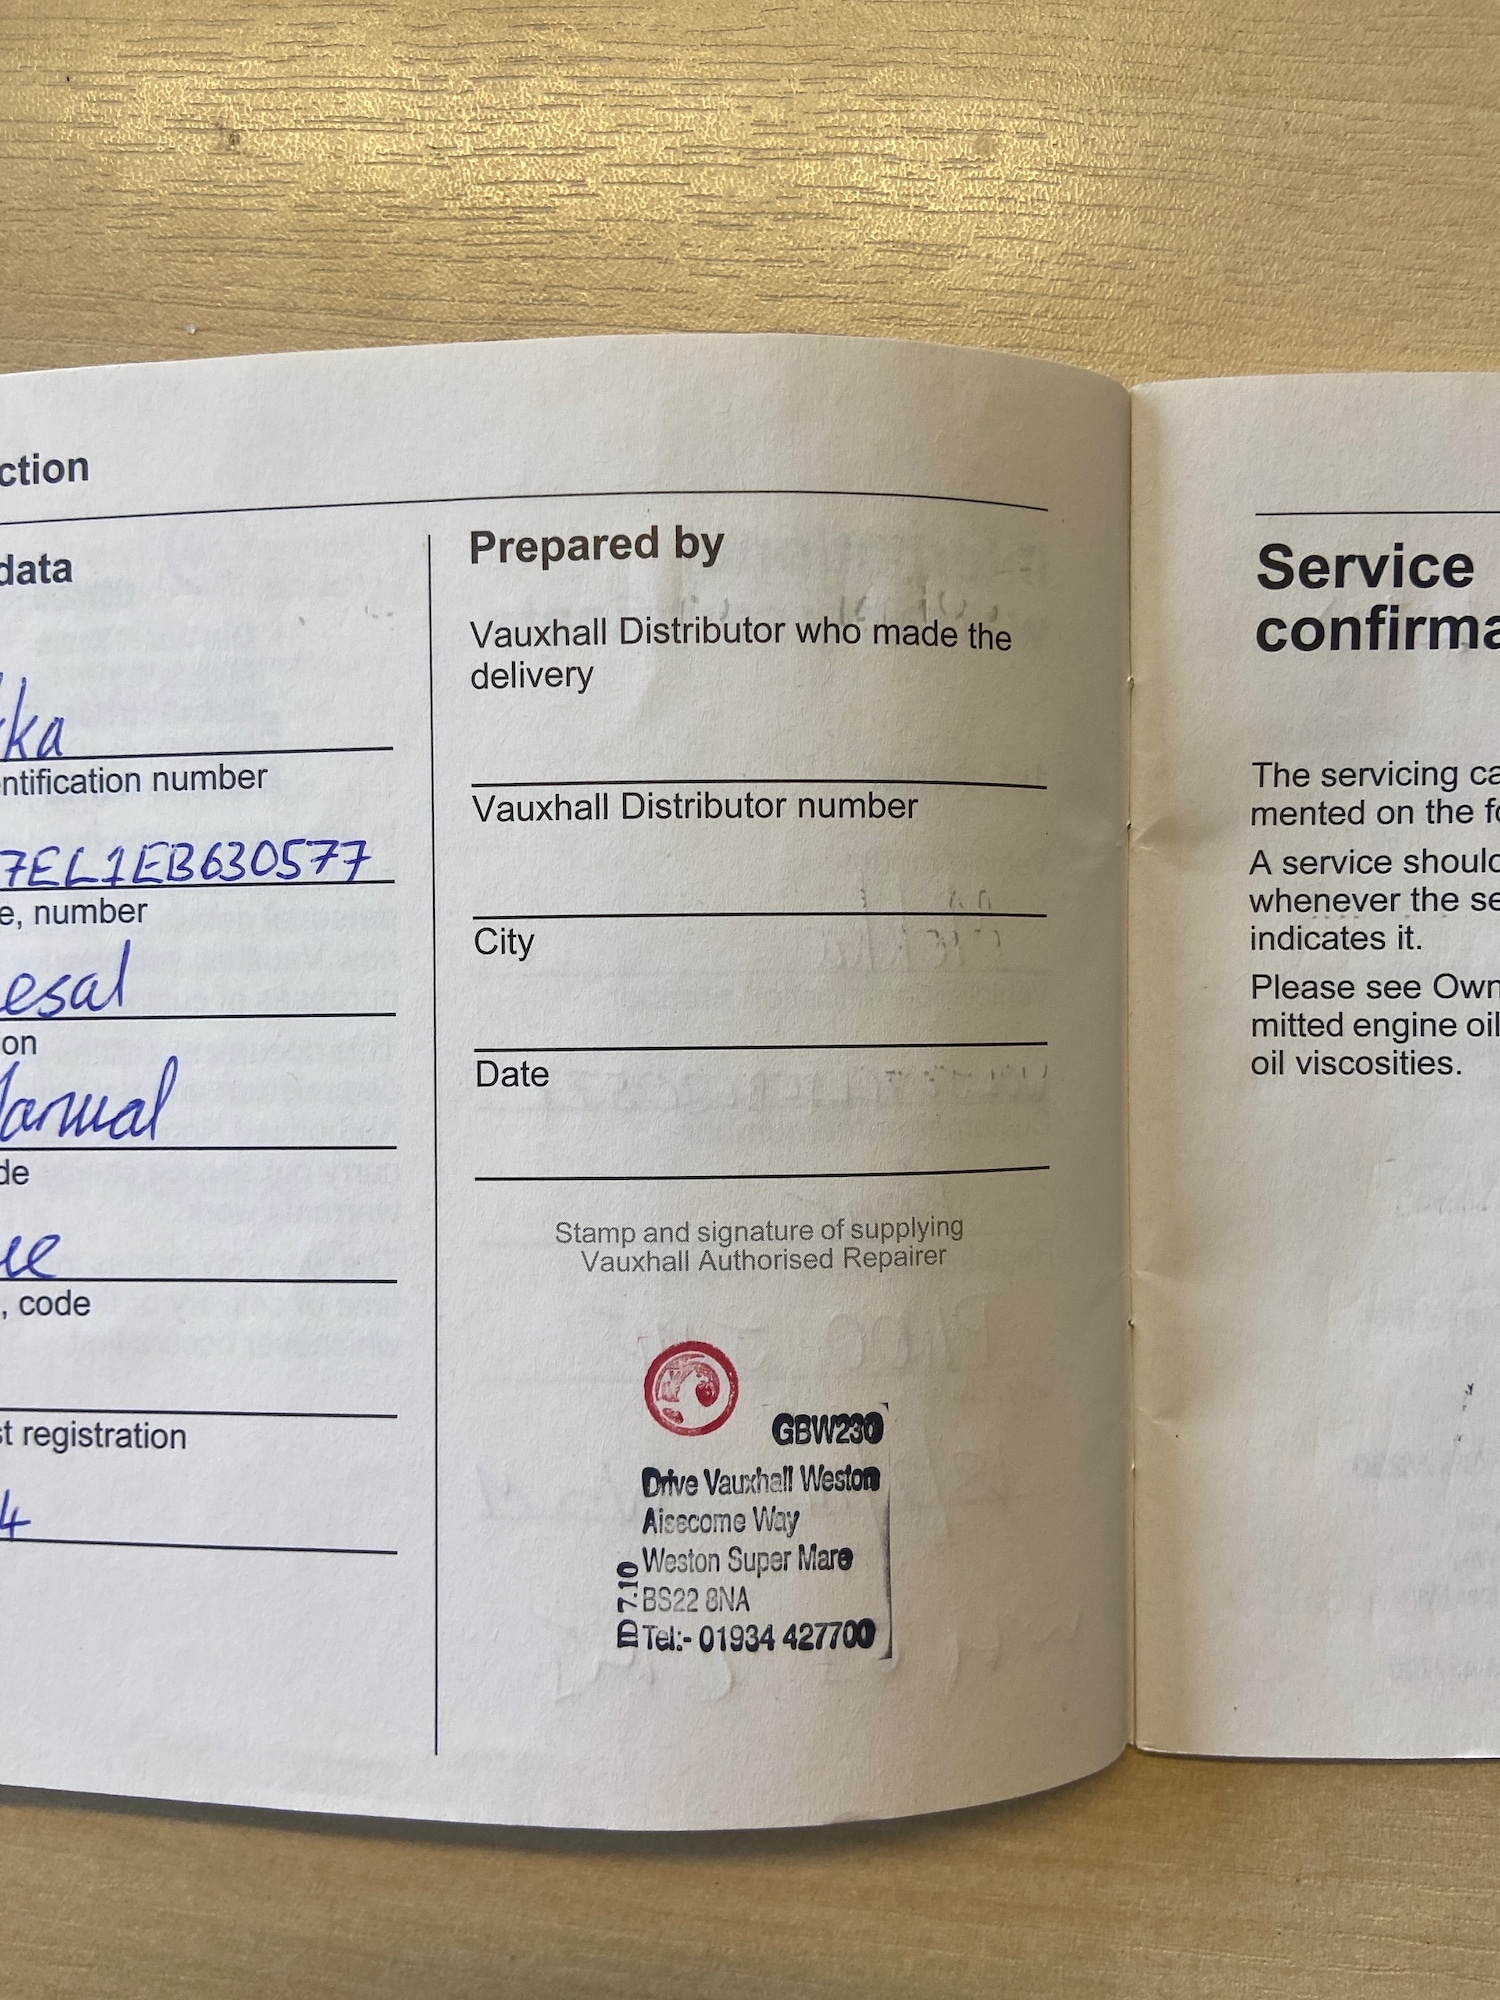 ction
data
ka
entification number
7EL1EB630577
e, number
esal
on
anual
de
ue
, code
st registration
4
Prepared by
Vauxhall Distributor who made the
delivery
Vauxhall Distributor number
City
Date
Stamp and signature of supplying
Vauxhall Authorised Repairer
GBW230
Drive Vauxhall Weston
Aisecome Way
Weston Super Mare
BS22 8NA
Tel:- 01934 427700
ID 7.10
Service
confirma
The servicing ca
mented on the fo
A service should
whenever the se
indicates it.
Please see Own
mitted engine oil
oil viscosities.